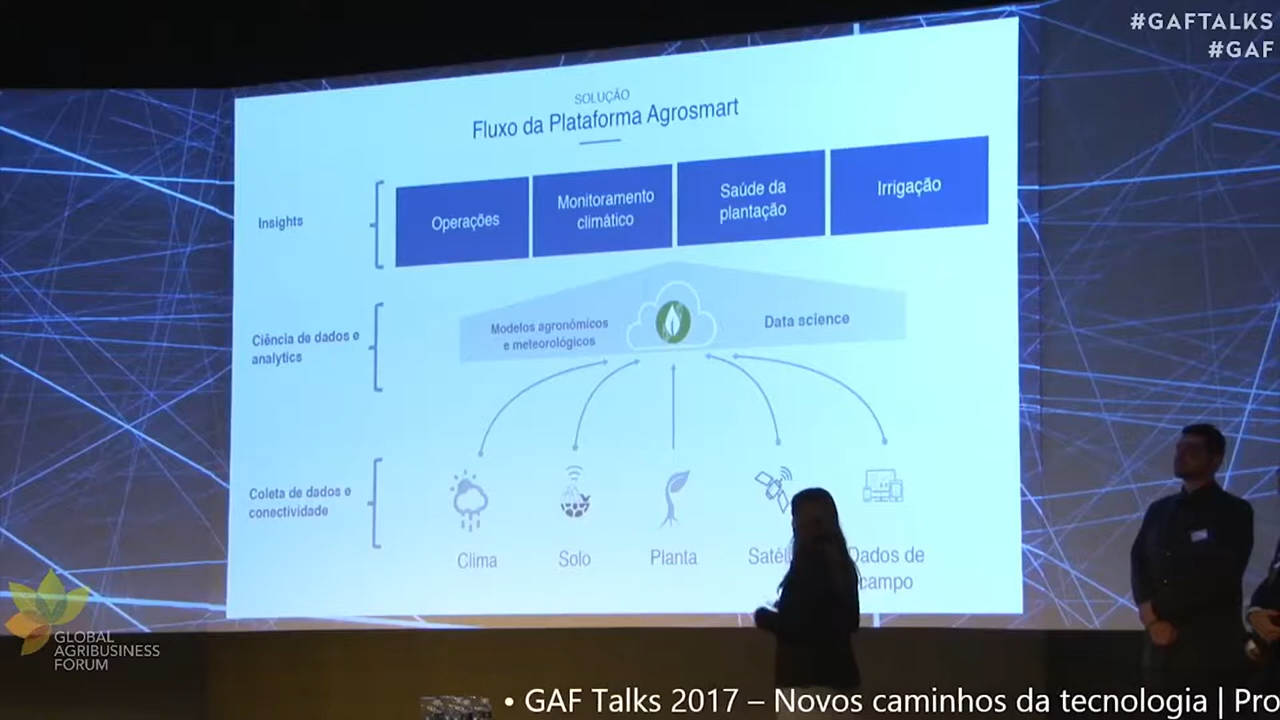 #GAFTALKS
#GAF
SOLUÇÃO
Fluxo da Plataforma Agrosmart
Insights
Operações
Monitoramento
climático
Saúde da
plantação
Irrigação
Ciência de dados e
analytics
Modelos agronômicos
e meteorológicos
Data science
Coleta de dados e
conectividade
Clima
Solo
Planta
Dados de
campo
GLOBAL
AGRIBUSINESS
FORUM
• GAF Talks 2017 – Novos caminhos da tecnologia | Pro